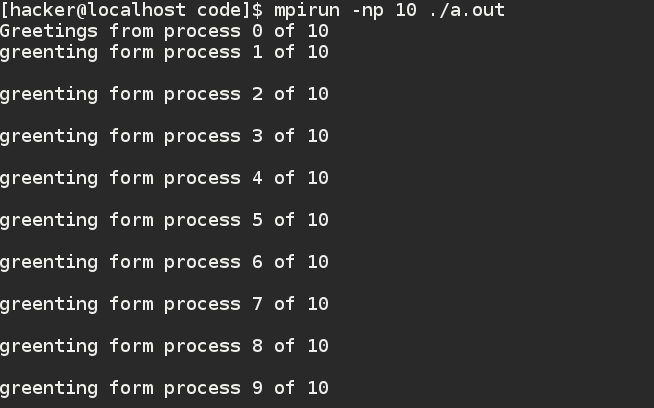 [hacker@localhost code]$ mpirun -np 10 ./a.out
Greetings from process 0 of 10
greenting form process 1 of 10
greenting form process 2 of 10
greenting form process 3 of 10
greenting form process 4 of 10
greenting form process 5 of 10
greenting form process 6 of 10
greenting form process 7 of 10
greenting form process 8 of 10
greenting form process 9 of 10